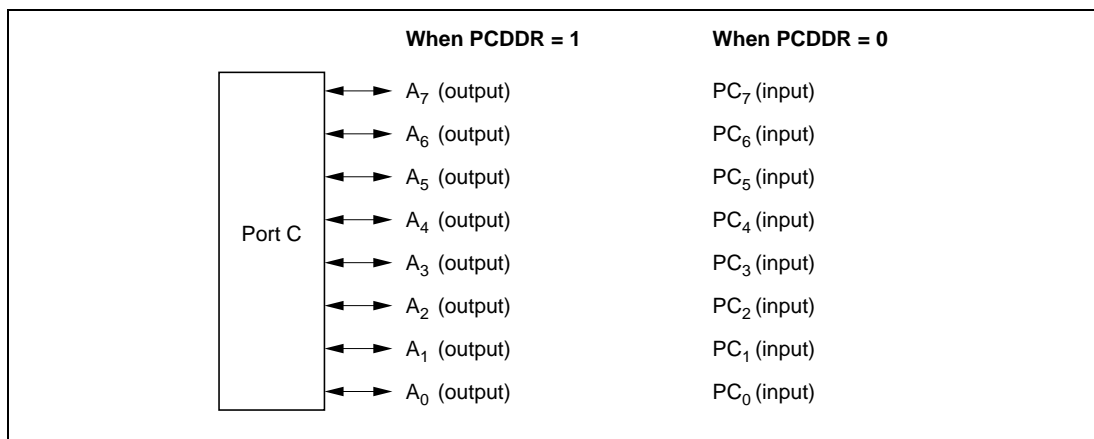 When PCDDR = 1 When PCDDR = 0
A7 (output) PC7 (input)
A6 (output) PC6 (input)
A5 (output) PC5 (input)
A4 (output) PC4 (input)
Port C
A3 (output) PC3 (input)
A2 (output) PC2 (input)
A1 (output) PC1 (input)
A0 (output) PC0 (input)